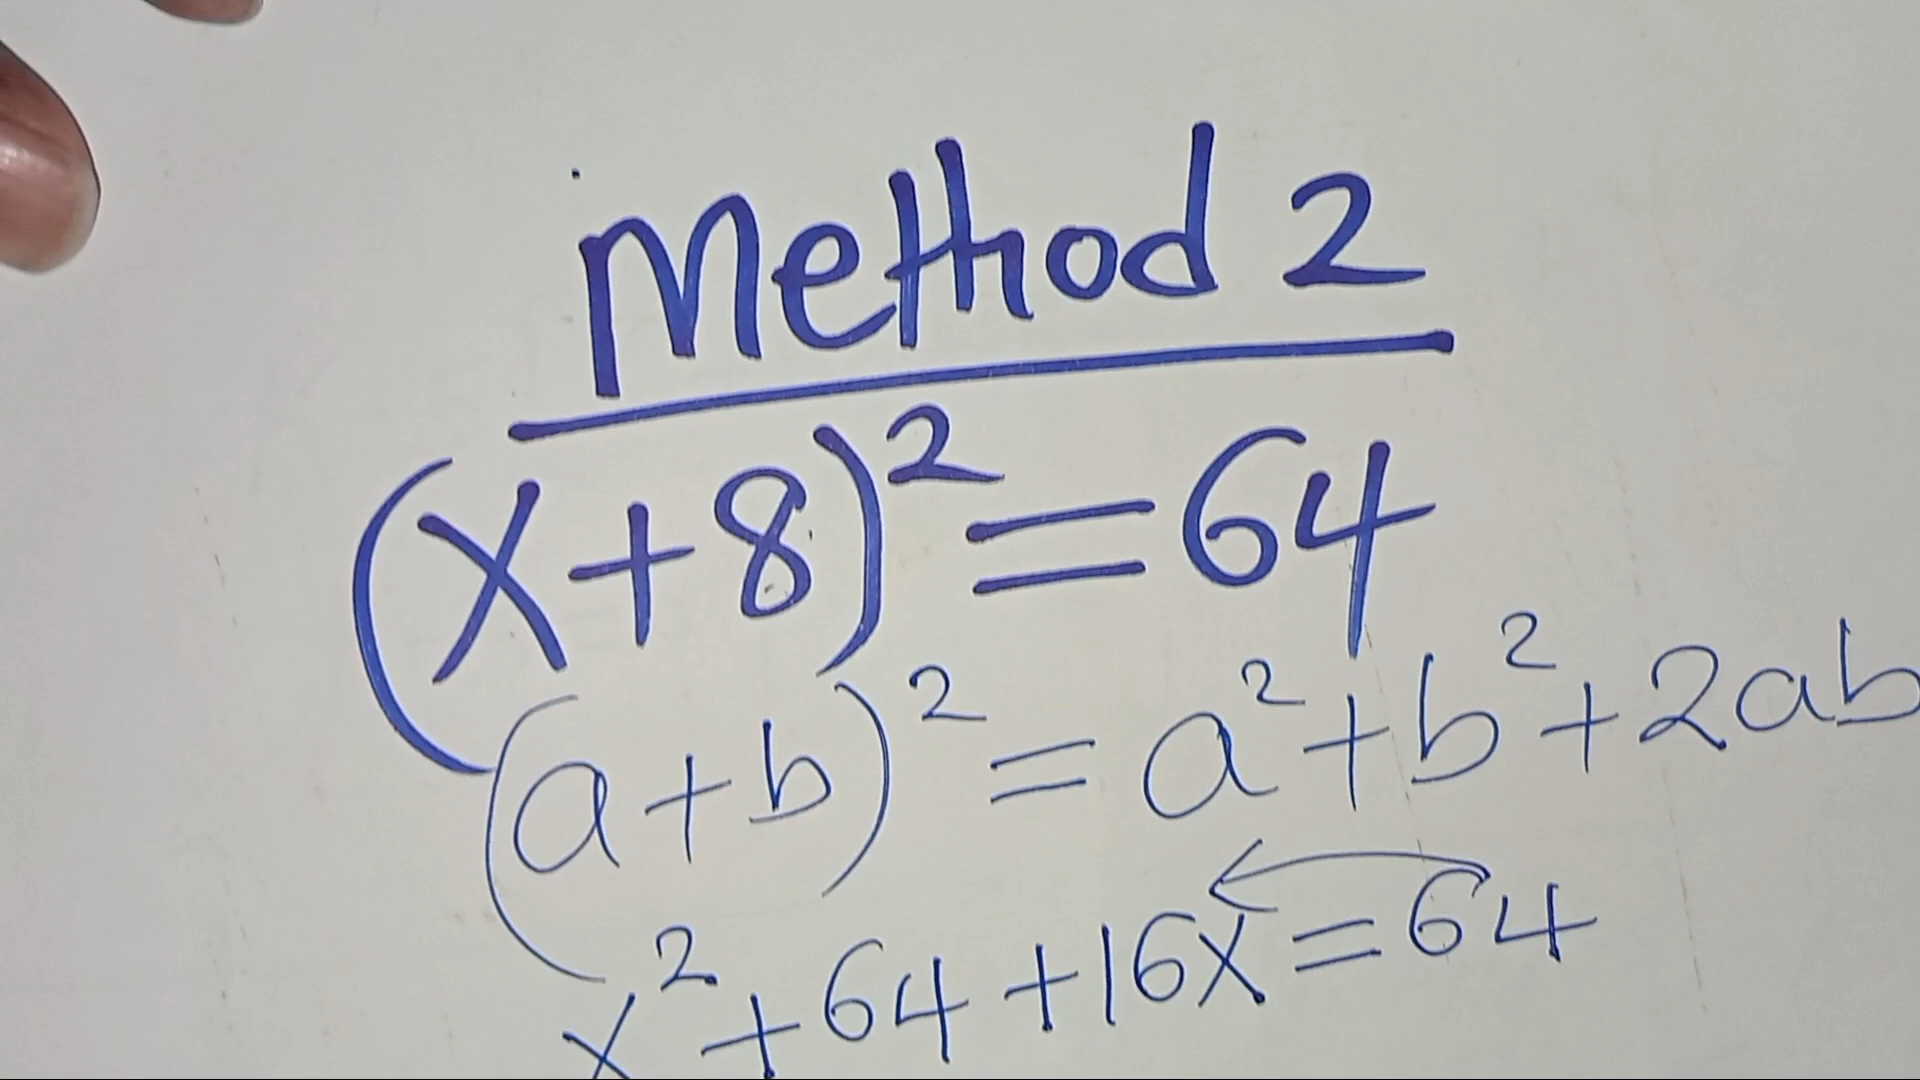 Method 2
(x+8)²=64
(a+b)²=a²+b²+2ab
x²+64+16x=64